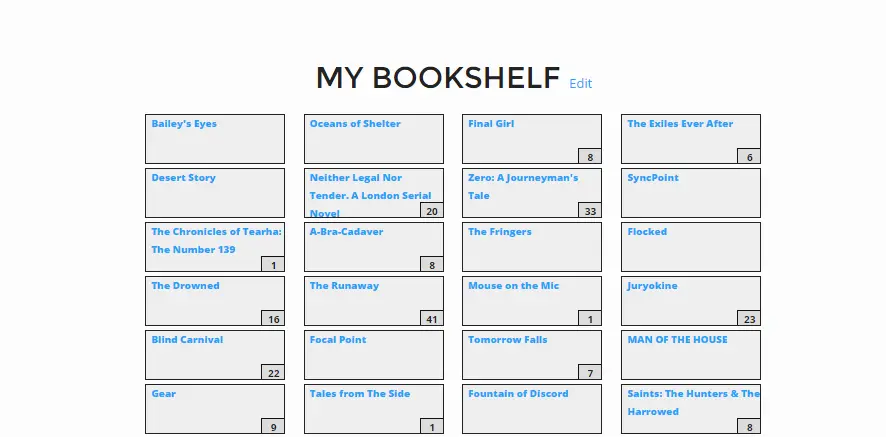 MY BOOKSHELF Edit
Bailey's Eyes
Oceans of Shelter
Final Girl
8
The Exiles Ever After
6
Desert Story
Neither Legal Nor
Tender. A London Serial
Novel
20
Zero: A Journeyman's
Tale
33
SyncPoint
The Chronicles of Tearha:
The Number 139
1
A-Bra-Cadaver
8
The Fringers
Flocked
The Drowned
16
The Runaway
41
Mouse on the Mic
1
Juryokine
23
Blind Carnival
22
Focal Point
Tomorrow Falls
7
MAN OF THE HOUSE
Gear
9
Tales from The Side
1
Fountain of Discord
Saints: The Hunters & The
Harrowed
8